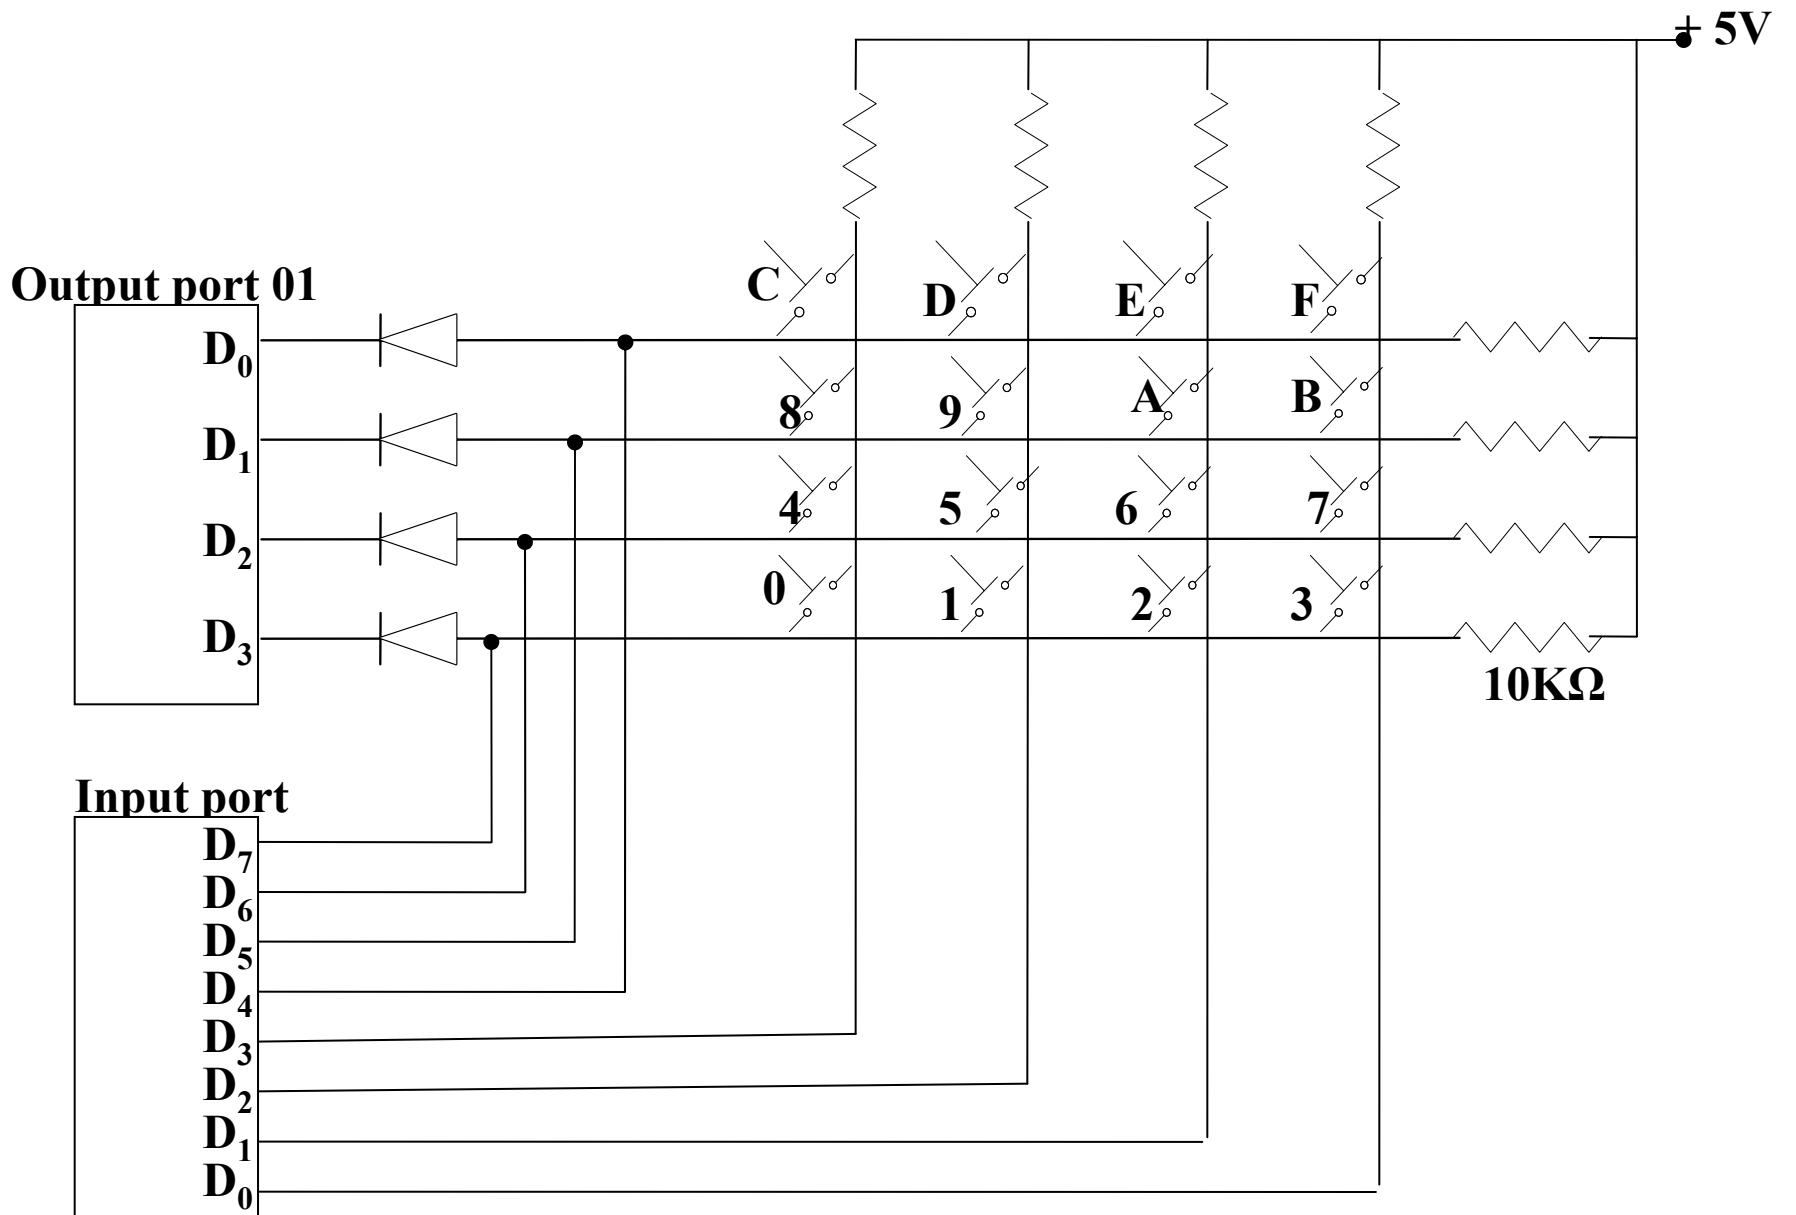 + 5V
Output port 01
C D E F
D0
8 9 A B
D1
4 5 6 7
D2
0 1 2 3
D3
10KΩ
Input port
D7
D6
D5
D4
D3
D2
D1
D0